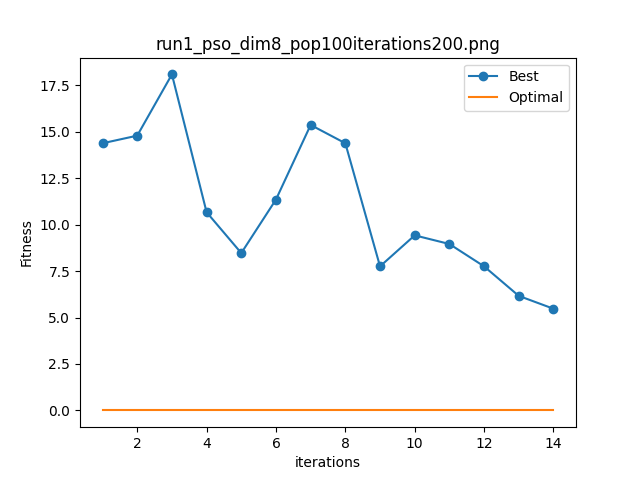 run1_pso_dim8_pop100iterations200.png
Best
Optimal
17.5
15.0
12.5
10.0
7.5
5.0
2.5
0.0
Fitness
2 4 6 8 10 12 14
iterations